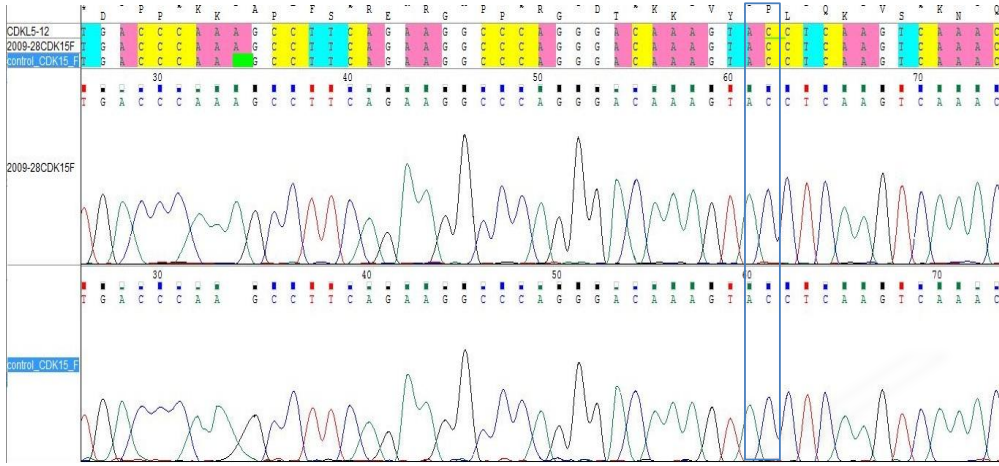 * D P P K K A P F S R E R G P P R G D T K K V Y P L Q K V S K N Q
CDKL5-12 T G A C C C A A A G C C T T C A G A A G G C C C A G G G A C A A A G T A C C T C A A G T C A A A C
2009-28CDK15F T G A C C C A A A G C C T T C A G A A G G C C C A G G G A C A A A G T A C C T C A A G T C A A A C
control_CDK15_F T G A C C C A A G C C T T C A G A A G G C C C A G G G A C A A A G T A C C T C A A G T C A A A C
30 40 50 60 70
T G A C C C A A A G C C T T C A G A A G G C C C A G G G A C A A A G T A C C T C A A G T C A A A C
2009-28CDK15F
30 40 50 60 70
T G A C C C A A G C C T T C A G A A G G C C C A G G G A C A A A G T A C C T C A A G T C A A A C
control_CDK15_F